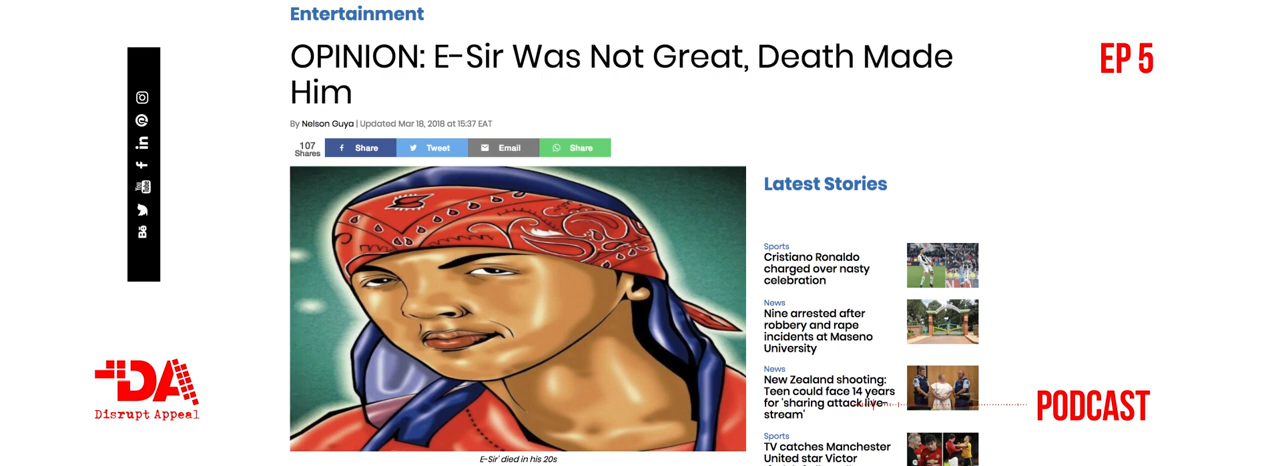 Entertainment
OPINION: E-Sir Was Not Great, Death Made
Him
By Nelson Guya | Updated Mar 18, 2018 at 15:37 EAT
107
Shares
Share
Tweet
Email
Share
E-Sir' died in his 20s
Latest Stories
Sports
Cristiano Ronaldo
charged over nasty
celebration
News
Nine arrested after
robbery and rape
incidents at Maseno
University
News
New Zealand shooting:
Teen could face 14 years
for 'sharing attack live-
stream'
Sports
TV catches Manchester
United star Victor
EP 5
PODCAST
DA
Disrupt Appeal